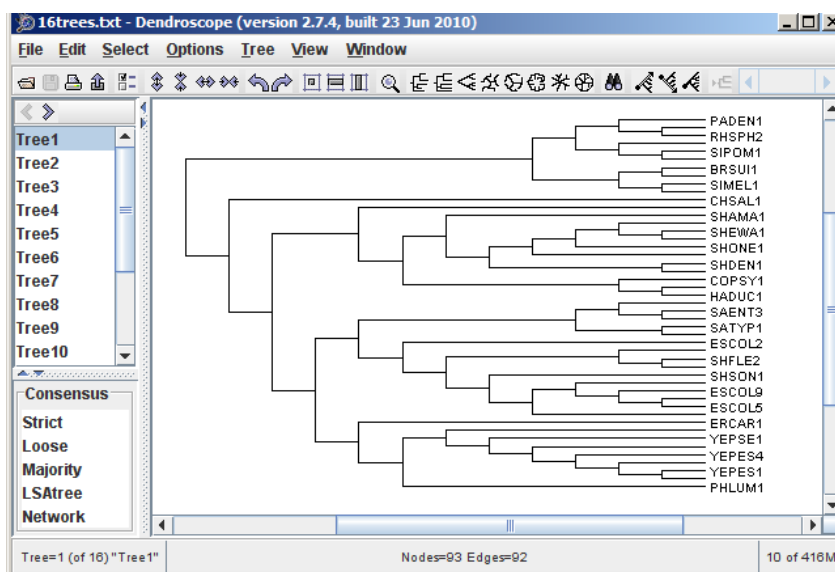 16trees.txt - Dendroscope (version 2.7.4, built 23 Jun 2010)
File Edit Select Options Tree View Window
Tree1
Tree2
Tree3
Tree4
Tree5
Tree6
Tree7
Tree8
Tree9
Tree10
Consensus
Strict
Loose
Majority
LSAtree
Network
PADEN1
RHSPH2
SIPOM1
BRSUI1
SIMEL1
CHSAL1
SHAMA1
SHEWA1
SHONE1
SHDEN1
COPSY1
HADUC1
SAENT3
SATYP1
ESCOL2
SHFLE2
SHSON1
ESCOL9
ESCOL5
ERCAR1
YEPSE1
YEPES4
YEPES1
PHLUM1
Tree=1 (of 16) "Tree1"
Nodes=93 Edges=92
10 of 416M